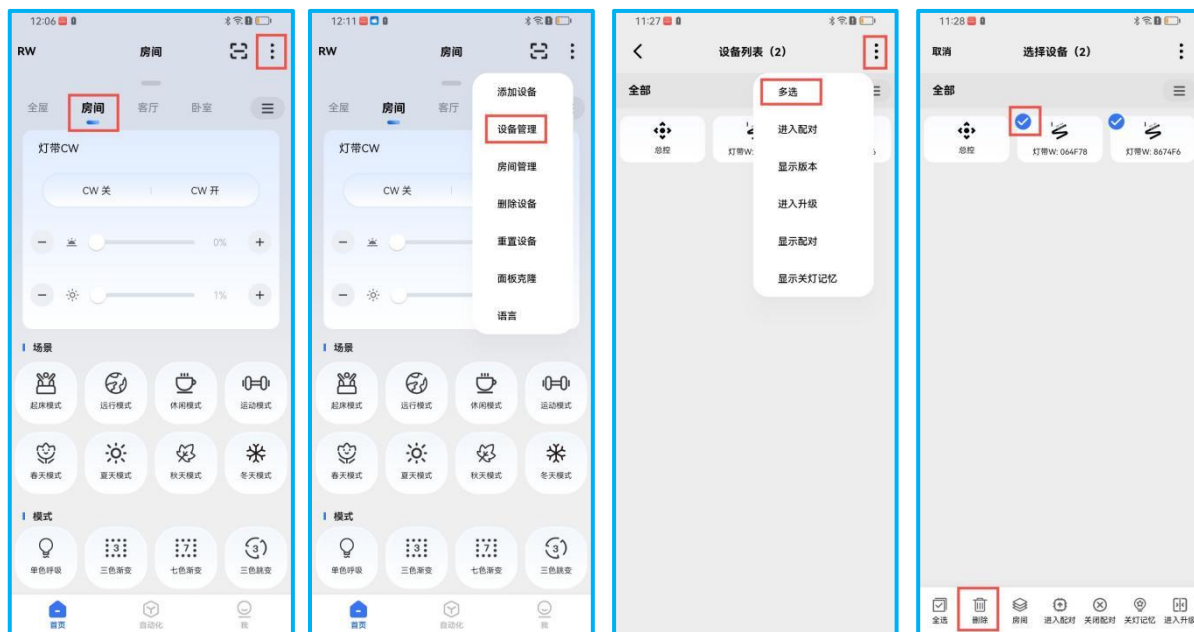 12:06
RW 房间
全屋 房间 客厅 卧室
灯带CW
CW 关 CW 开
0%
1%
场景
起床模式 远行模式 休闲模式 运动模式
春天模式 夏天模式 秋天模式 冬天模式
模式
3 7 3
单色呼吸 三色渐变 七色渐变 三色跳变
首页 自动化 我
12:11
RW 房间
全屋 房间 客厅
灯带CW
CW 关
添加设备
设备管理
房间管理
删除设备
重置设备
面板克隆
语言
场景
起床模式 远行模式 休闲模式 运动模式
春天模式 夏天模式 秋天模式 冬天模式
模式
3 7 3
单色呼吸 三色渐变 七色渐变 三色跳变
首页 自动化 我
11:27
设备列表（2）
全部
总控 灯带W:
多选
进入配对
显示版本
进入升级
显示配对
显示关灯记忆
11:28
取消 选择设备（2）
全部
总控 灯带W: 064F78 灯带W: 8674F6
全选 删除 房间 进入配对 关闭配对 关灯记忆 进入升级